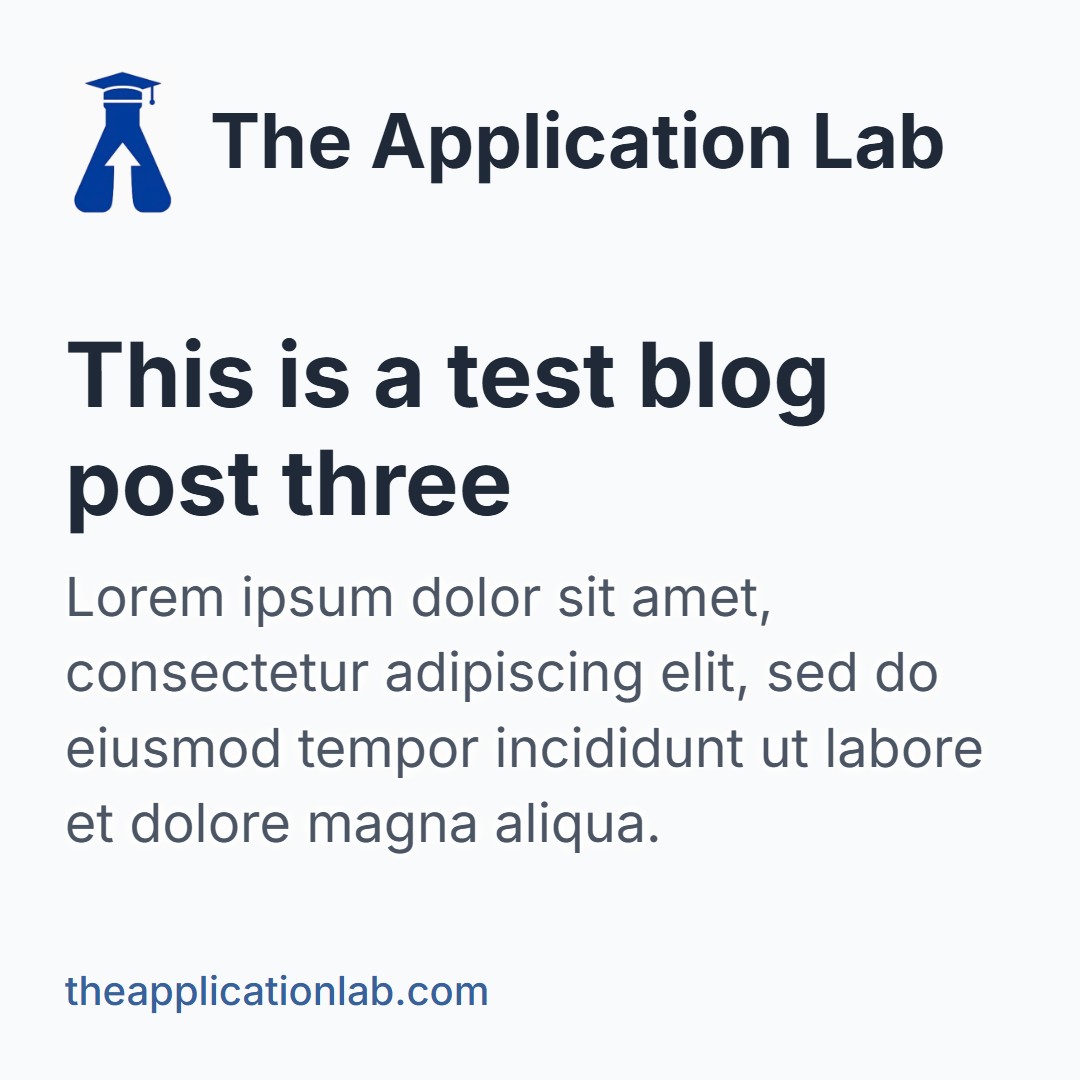 The Application Lab
This is a test blog
post three
Lorem ipsum dolor sit amet,
consectetur adipiscing elit, sed do
eiusmod tempor incididunt ut labore
et dolore magna aliqua.
theapplicationlab.com